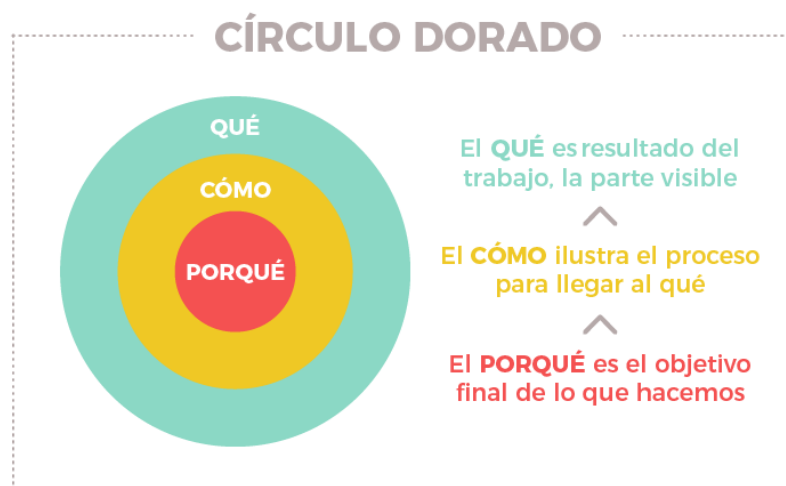 CÍRCULO DORADO
QUÉ
CÓMO
PORQUÉ
El QUÉ es resultado del
trabajo, la parte visible
El CÓMO ilustra el proceso
para llegar al qué
El PORQUÉ es el objetivo
final de lo que hacemos